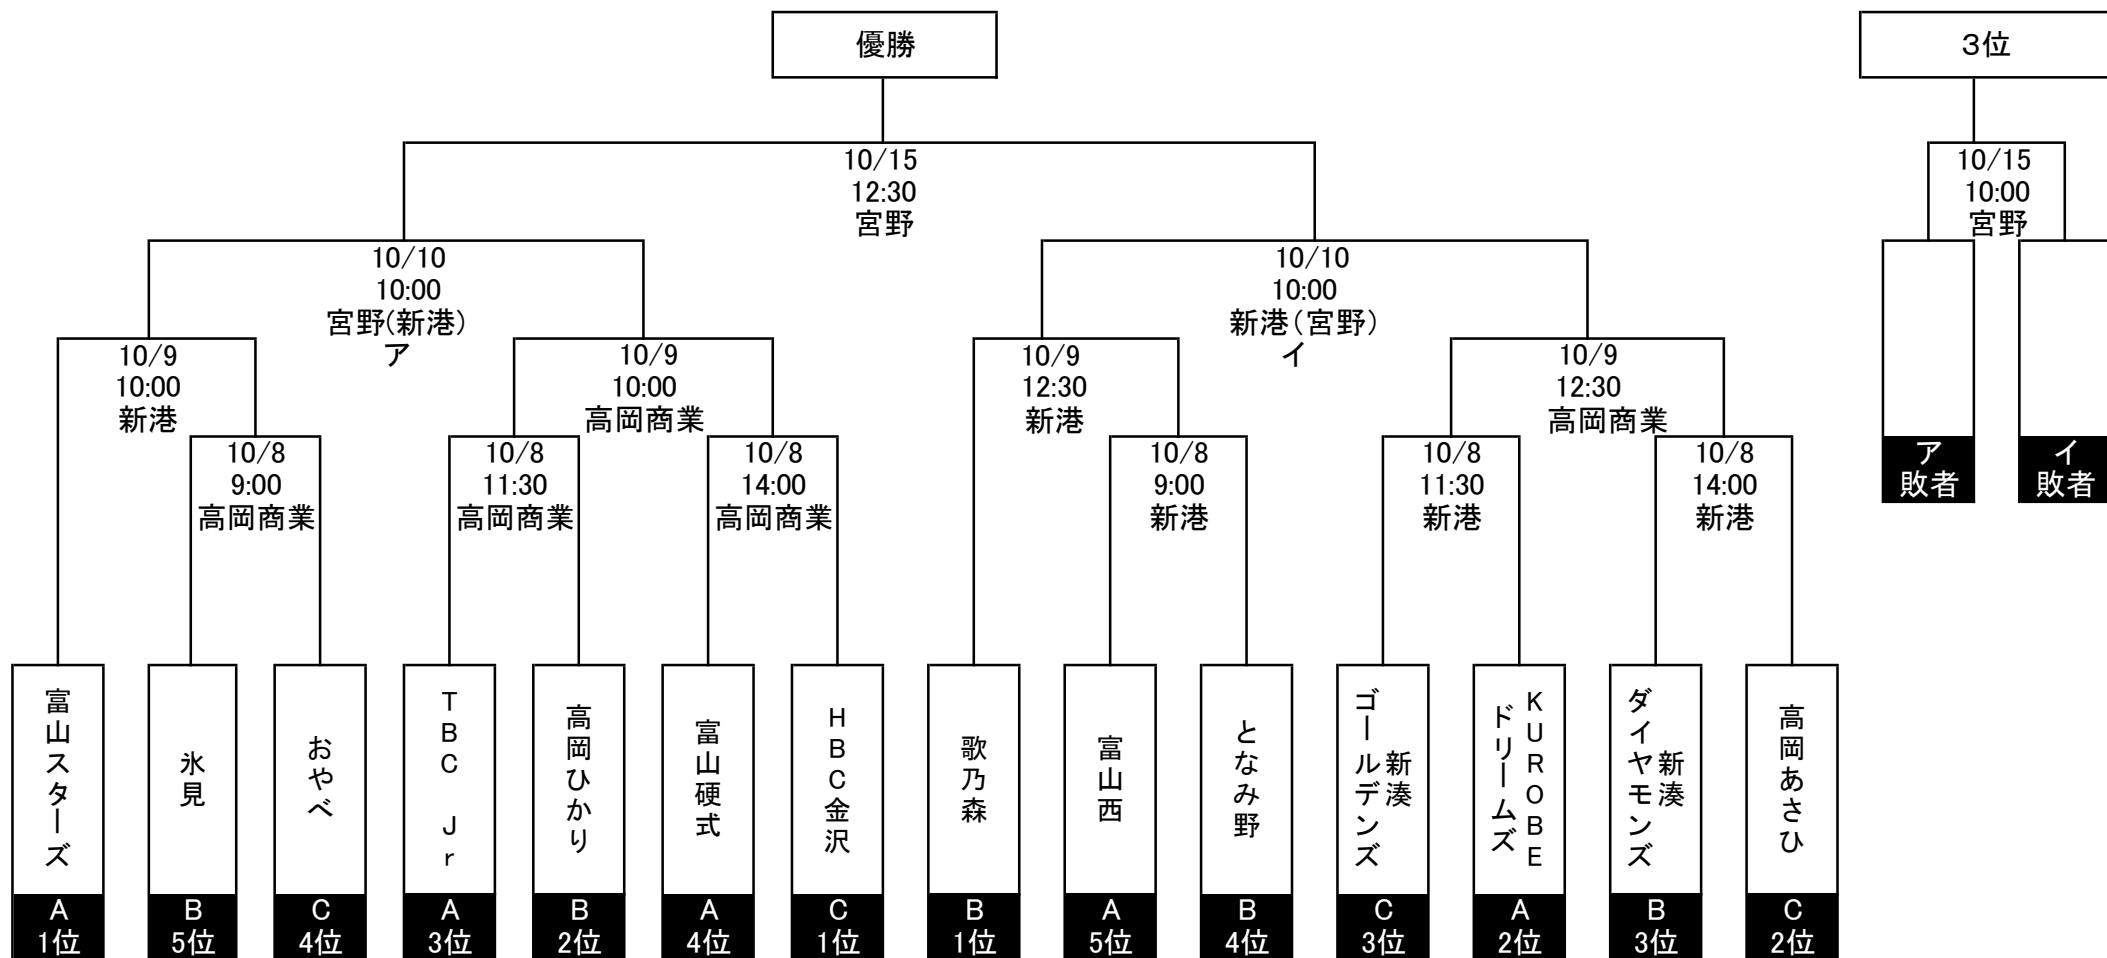 優勝
3位
10/15
12:30
宮野
10/15
10:00
宮野
10/10
10:00
宮野(新港)
ア
10/10
10:00
新港(宮野)
イ
10/9
10:00
新港
10/9
10:00
高岡商業
10/9
12:30
新港
10/9
12:30
高岡商業
10/8
9:00
高岡商業
10/8
11:30
高岡商業
10/8
14:00
高岡商業
10/8
9:00
新港
10/8
11:30
新港
10/8
14:00
新港
ア
敗者
イ
敗者
富山スターズ
氷見
おやべ
TBC Jr
高岡ひかり
富山硬式
HBC金沢
歌乃森
富山西
となみ野
新湊
ゴールデンズ
KUROBE
ドリームズ
新湊
ダイヤモンズ
高岡あさひ
A
1位
B
5位
C
4位
A
3位
B
2位
A
4位
C
1位
B
1位
A
5位
B
4位
C
3位
A
2位
B
3位
C
2位